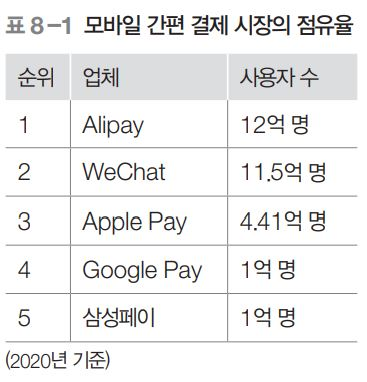 표 8-1 모바일 간편 결제 시장의 점유율
순위 업체 사용자 수
1 Alipay 12억 명
2 WeChat 11.5억 명
3 Apple Pay 4.41억 명
4 Google Pay 1억 명
5 삼성페이 1억 명
(2020년 기준)